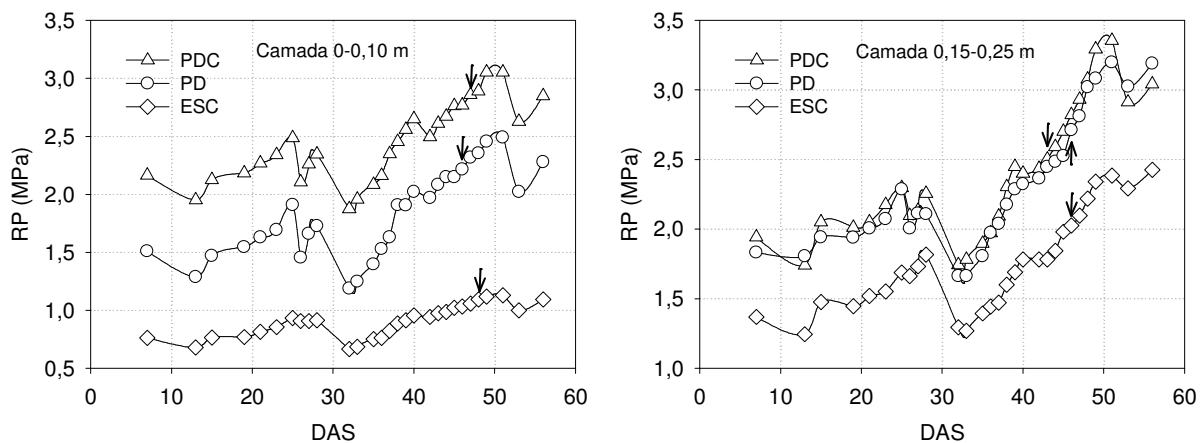 3,5
3,0
2,5
2,0
1,5
1,0
0,5
RP (MPa)
PDC
PD
ESC
Camada 0-0,10 m
0 10 20 30 40 50 60
DAS
3,5
3,0
2,5
2,0
1,5
1,0
RP (MPa)
PDC
PD
ESC
Camada 0,15-0,25 m
0 10 20 30 40 50 60
DAS